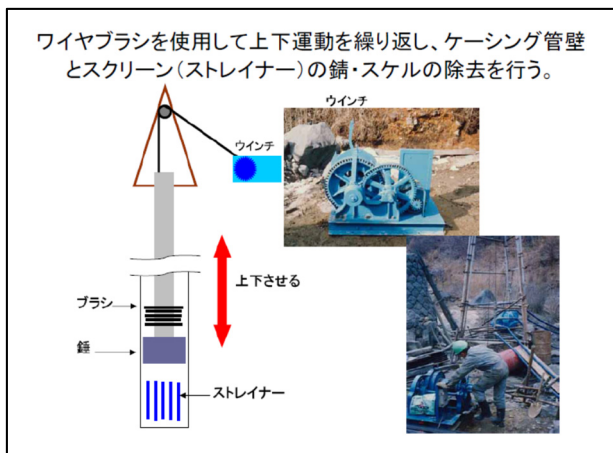 ワイヤブラシを使用して上下運動を繰り返し、ケーシング管壁
とスクリーン(ストレイナー)の錆・スケルの除去を行う。
ウインチ
ウインチ
上下させる
ブラシ
錘
ストレイナー